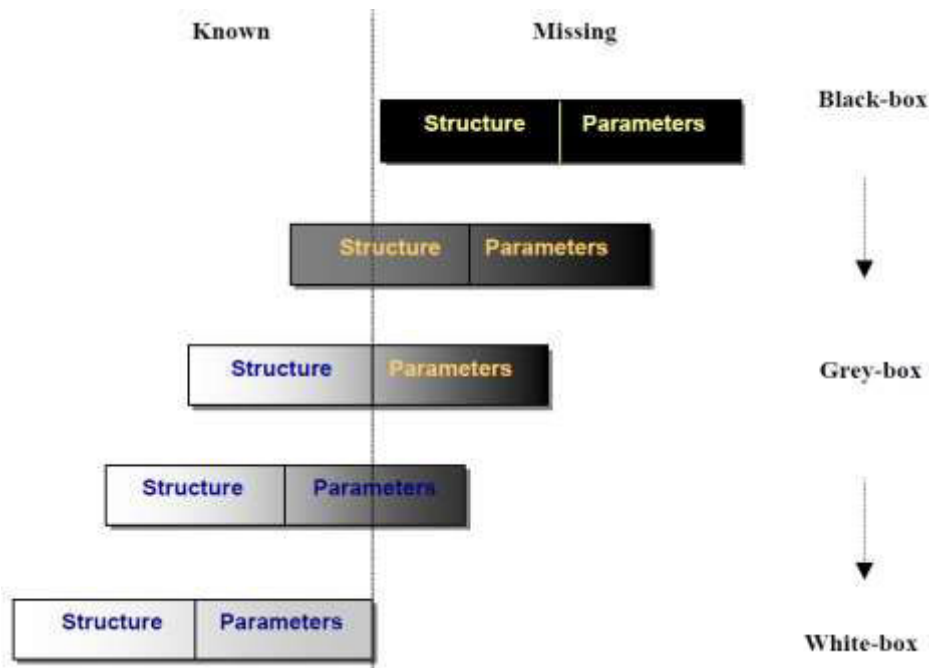 Known Missing
Black-box
Structure Parameters
Structure Parameters
Structure Parameters
Grey-box
Structure Parameters
Structure Parameters
White-box